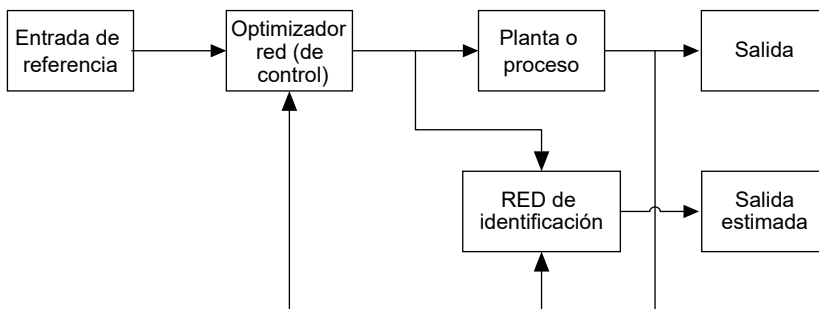 Entrada de
referencia
Optimizador
red (de
control)
Planta o
proceso
Salida
RED de
identificación
Salida
estimada